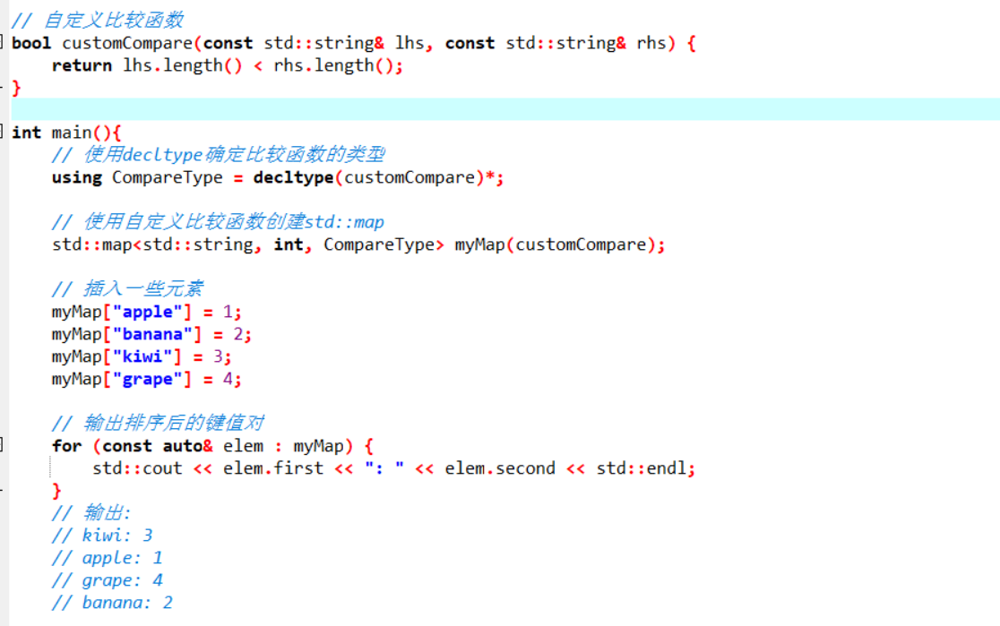 // 自定义比较函数
bool customCompare(const std::string& lhs, const std::string& rhs) {
    return lhs.length() < rhs.length();
}

int main(){
    // 使用decltype确定比较函数的类型
    using CompareType = decltype(customCompare)*;

    // 使用自定义比较函数创建std::map
    std::map<std::string, int, CompareType> myMap(customCompare);

    // 插入一些元素
    myMap["apple"] = 1;
    myMap["banana"] = 2;
    myMap["kiwi"] = 3;
    myMap["grape"] = 4;

    // 输出排序后的键值对
    for (const auto& elem : myMap) {
        std::cout << elem.first << ": " << elem.second << std::endl;
    }
    // 输出:
    // kiwi: 3
    // apple: 1
    // grape: 4
    // banana: 2